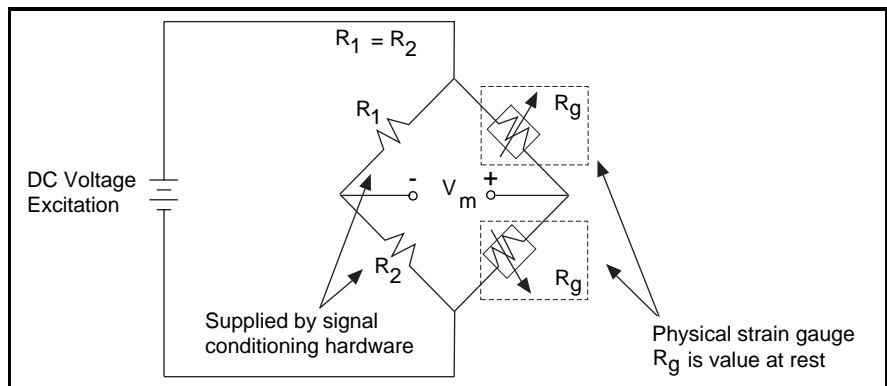 R1 = R2
R1
Rg
DC Voltage
Excitation
- Vm +
R2
Rg
Supplied by signal
conditioning hardware
Physical strain gauge
Rg is value at rest